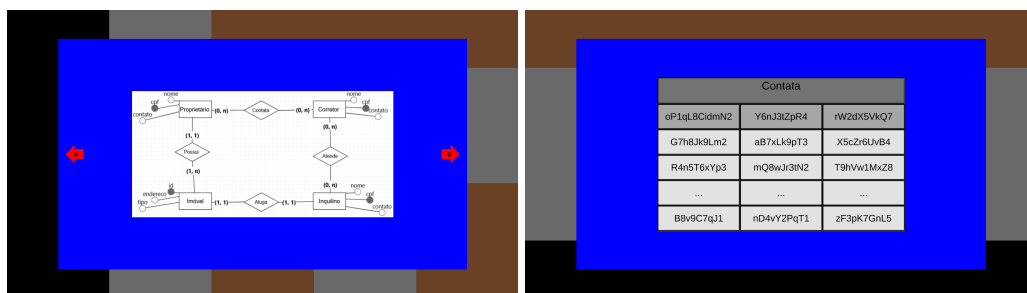 nome
cpf
contato
Proprietário
(0, n)
Contata
(0, n)
Corretor
nome
cpf
contato
(1, 1)
(0, n)
Possui
Atende
(1, n)
(0, n)
id
endereco
tipo
Imóvel
(1, 1)
Aluga
(1, 1)
Inquilino
nome
cpf
contato
A
Contata
oP1qL8CidmN2 Y6nJ3tZpR4 rW2dX5VkQ7
G7h8Jk9Lm2 aB7xLk9pT3 X5cZr6UvB4
R4n5T6xYp3 mQ8wJr3tN2 T9hVw1MxZ8
... ... ...
B8v9C7qJ1 nD4vY2PqT1 zF3pK7GnL5